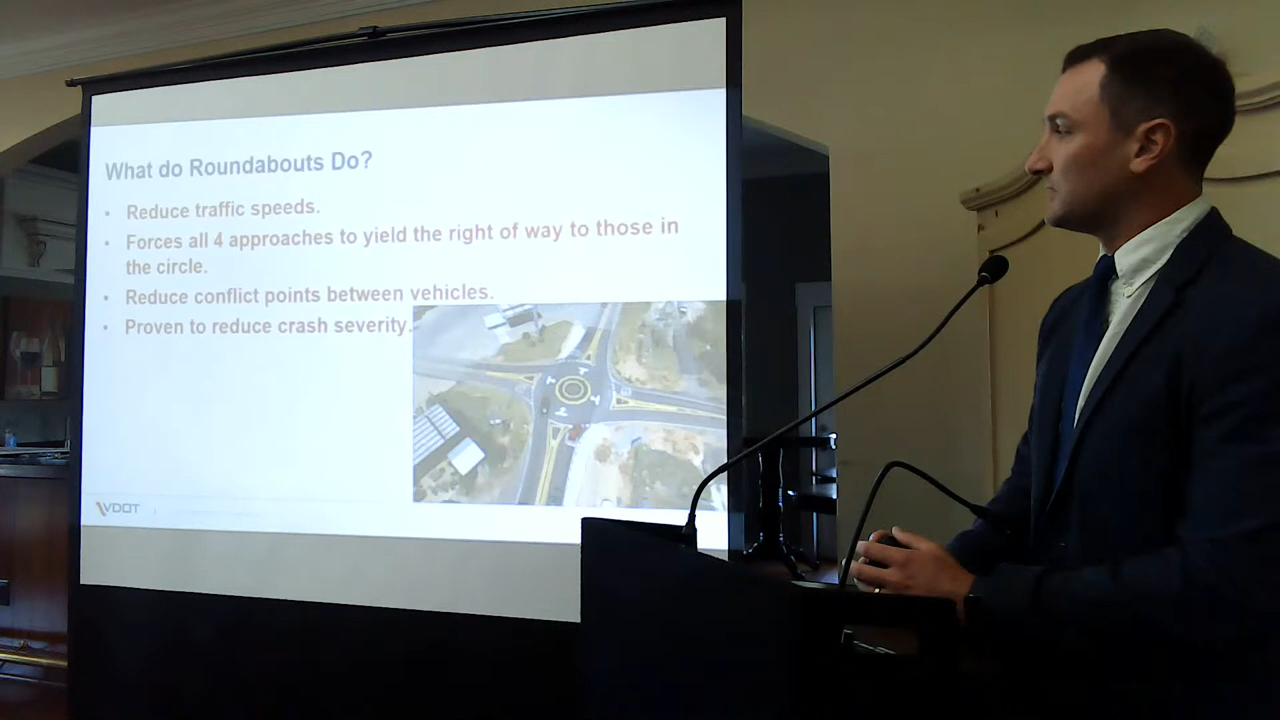 What do Roundabouts Do?
• Reduce traffic speeds.
• Forces all 4 approaches to yield the right of way to those in
the circle.
• Reduce conflict points between vehicles.
• Proven to reduce crash severity.
VDOT